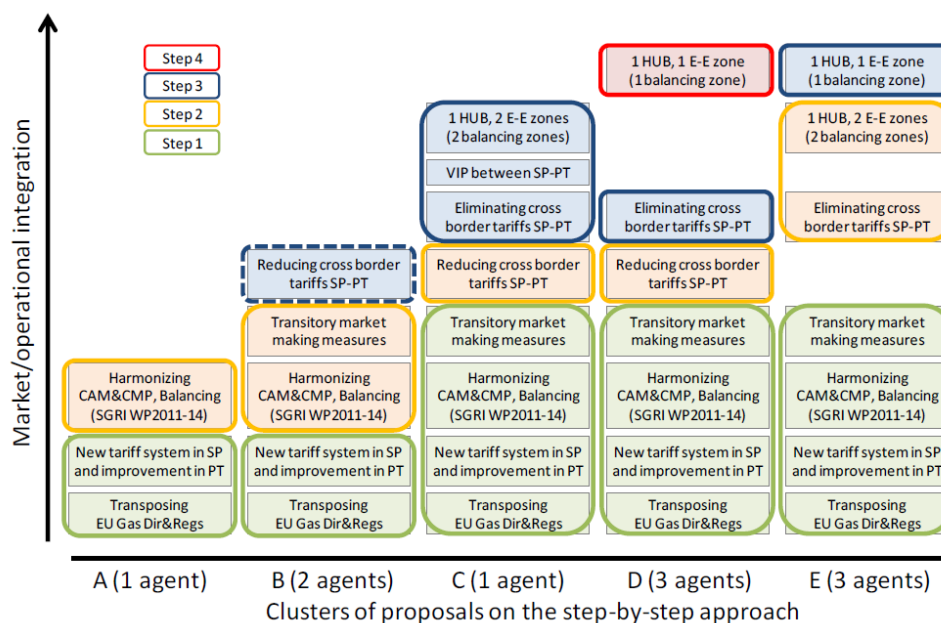 Market/operational integration
Step 4
Step 3
Step 2
Step 1
Harmonizing
CAM&CMP, Balancing
(SGRI WP2011-14)
New tariff system in SP
and improvement in PT
Transposing
EU Gas Dir&Regs
Reducing cross border
tariffs SP-PT
Transitory market
making measures
Harmonizing
CAM&CMP, Balancing
(SGRI WP2011-14)
New tariff system in SP
and improvement in PT
Transposing
EU Gas Dir&Regs
1 HUB, 2 E-E zones
(2 balancing zones)
VIP between SP-PT
Eliminating cross
border tariffs SP-PT
Reducing cross border
tariffs SP-PT
Transitory market
making measures
Harmonizing
CAM&CMP, Balancing
(SGRI WP2011-14)
New tariff system in SP
and improvement in PT
Transposing
EU Gas Dir&Regs
1 HUB, 1 E-E zone
(1 balancing zone)
Eliminating cross
border tariffs SP-PT
Reducing cross border
tariffs SP-PT
Transitory market
making measures
Harmonizing
CAM&CMP, Balancing
(SGRI WP2011-14)
New tariff system in SP
and improvement in PT
Transposing
EU Gas Dir&Regs
1 HUB, 1 E-E zone
(1 balancing zone)
1 HUB, 2 E-E zones
(2 balancing zones)
Eliminating cross
border tariffs SP-PT
Transitory market
making measures
Harmonizing
CAM&CMP, Balancing
(SGRI WP2011-14)
New tariff system in SP
and improvement in PT
Transposing
EU Gas Dir&Regs
A (1 agent)
B (2 agents)
C (1 agent)
D (3 agents)
E (3 agents)
Clusters of proposals on the step-by-step approach